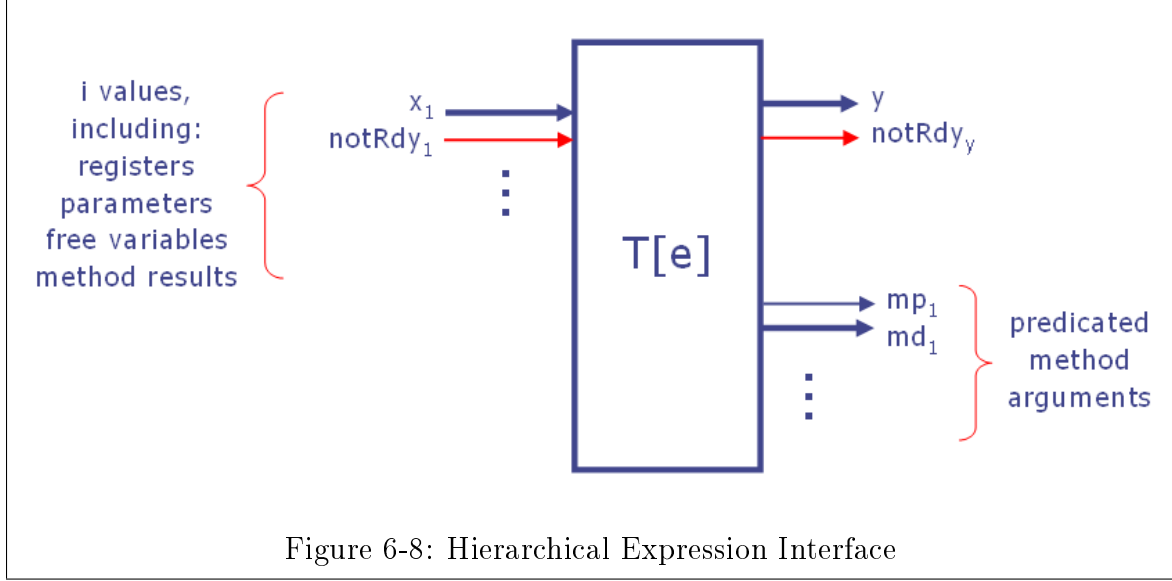 i values,
including:
registers
parameters
free variables
method results
x₁
notRdy₁
⋮
T[e]
y
notRdyᵧ
mp₁
md₁
⋮
predicated
method
arguments
Figure 6-8: Hierarchical Expression Interface